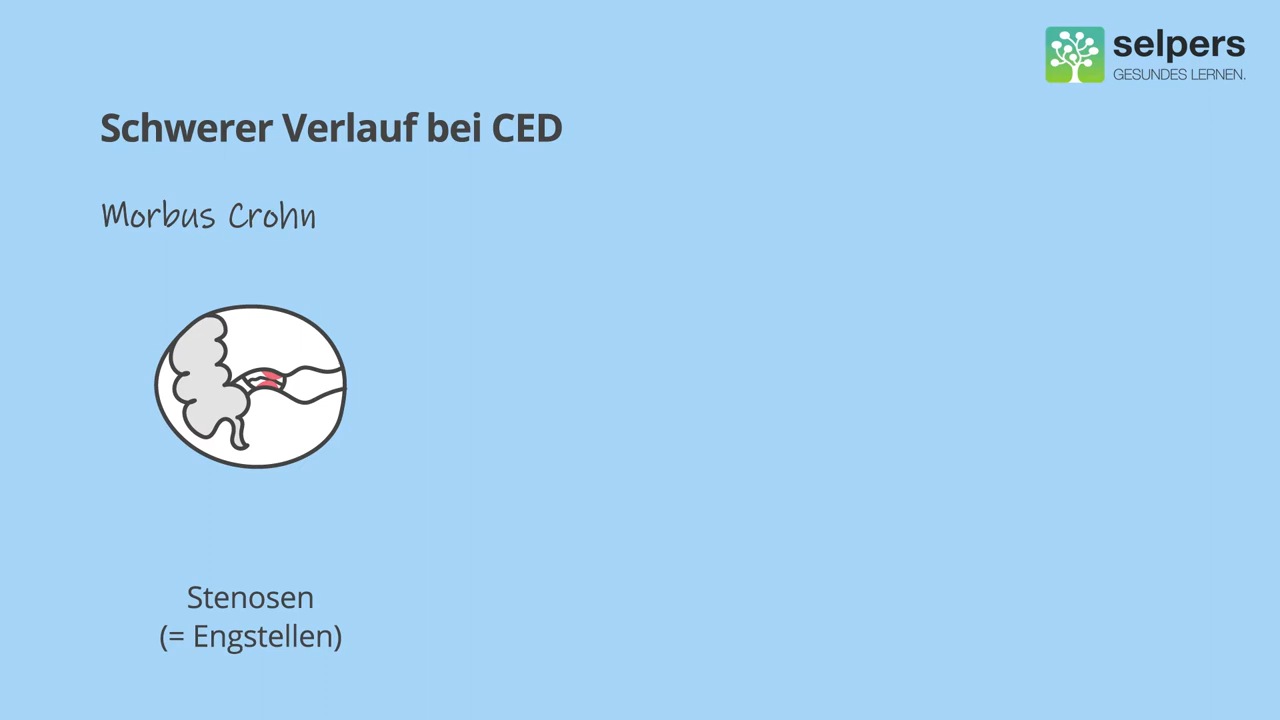 selpers
GESUNDES LERNEN.
Schwerer Verlauf bei CED
Morbus Crohn
Stenosen
(= Engstellen)